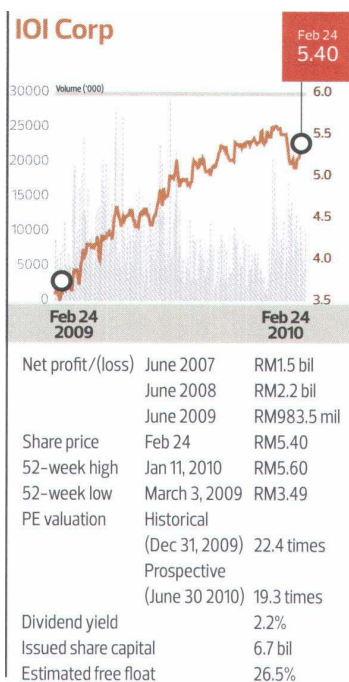 IOI Corp
Feb 24
5.40
30000 Volume ('000) 6.0
25000 5.5
20000
5.0
15000
10000 4.5
5000 4.0
0 3.5
Feb 24 Feb 24
2009 2010
Net profit/(loss) June 2007 RM1.5 bil
June 2008 RM2.2 bil
June 2009 RM983.5 mil
Share price Feb 24 RM5.40
52-week high Jan 11, 2010 RM5.60
52-week low March 3, 2009 RM3.49
PE valuation Historical
(Dec 31, 2009) 22.4 times
Prospective
(June 30 2010) 19.3 times
Dividend yield 2.2%
Issued share capital 6.7 bil
Estimated free float 26.5%